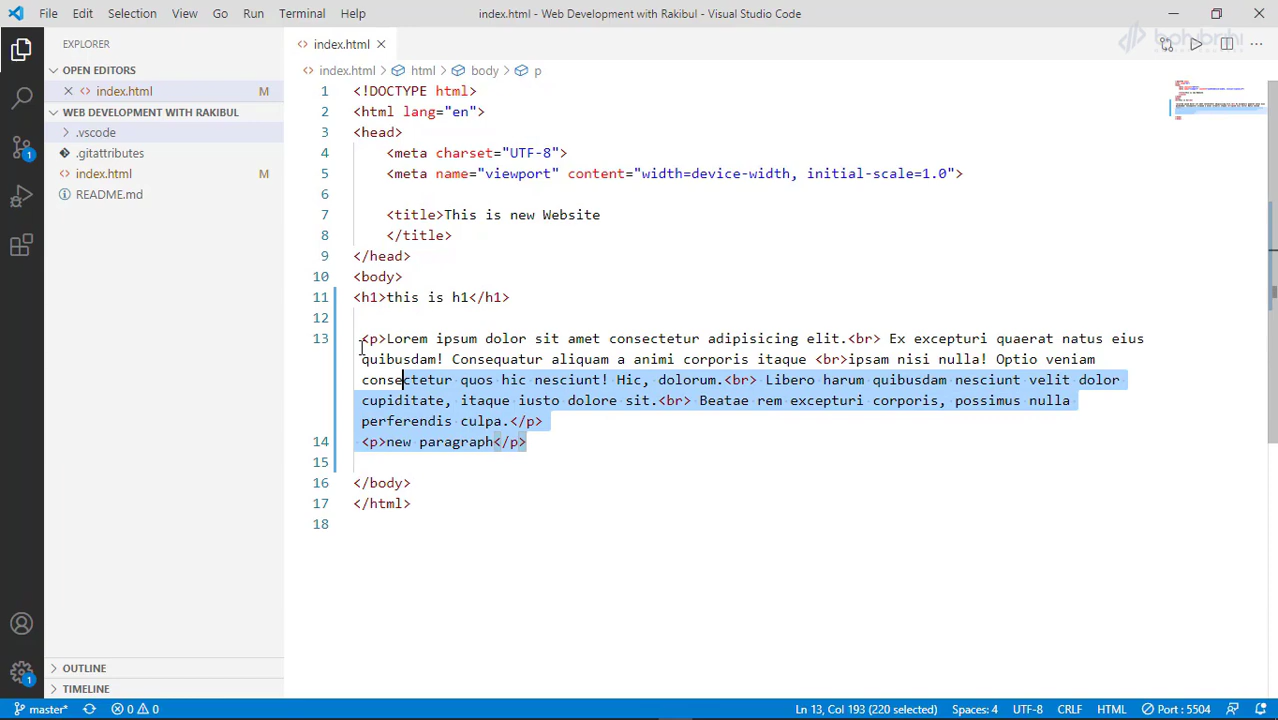 File Edit Selection View Go Run Terminal Help index.html - Web Development with Rakibul - Visual Studio Code
EXPLORER
index.html
bohubrihi
OPEN EDITORS
index.html > html > body > p
index.html M
WEB DEVELOPMENT WITH RAKIBUL
.vscode
.gitattributes
index.html M
README.md
1 <!DOCTYPE html>
2 <html lang="en">
3 <head>
4 <meta charset="UTF-8">
5 <meta name="viewport" content="width=device-width, initial-scale=1.0">
6
7 <title>This is new Website
8 </title>
9 </head>
10 <body>
11 <h1>this is h1</h1>
12
13 <p>Lorem ipsum dolor sit amet consectetur adipisicing elit.<br> Ex excepturi quaerat natus eius
quibusdam! Consequatur aliquam a animi corporis itaque <br>ipsam nisi nulla! Optio veniam
consectetur quos hic nesciunt! Hic, dolorum.<br> Libero harum quibusdam nesciunt velit dolor
cupiditate, itaque iusto dolore sit.<br> Beatae rem excepturi corporis, possimus nulla
perferendis culpa.</p>
14 <p>new paragraph</p>
15
16 </body>
17 </html>
18
1
1
OUTLINE
TIMELINE
master* 0 0 Ln 13, Col 193 (220 selected) Spaces: 4 UTF-8 CRLF HTML Port : 5504